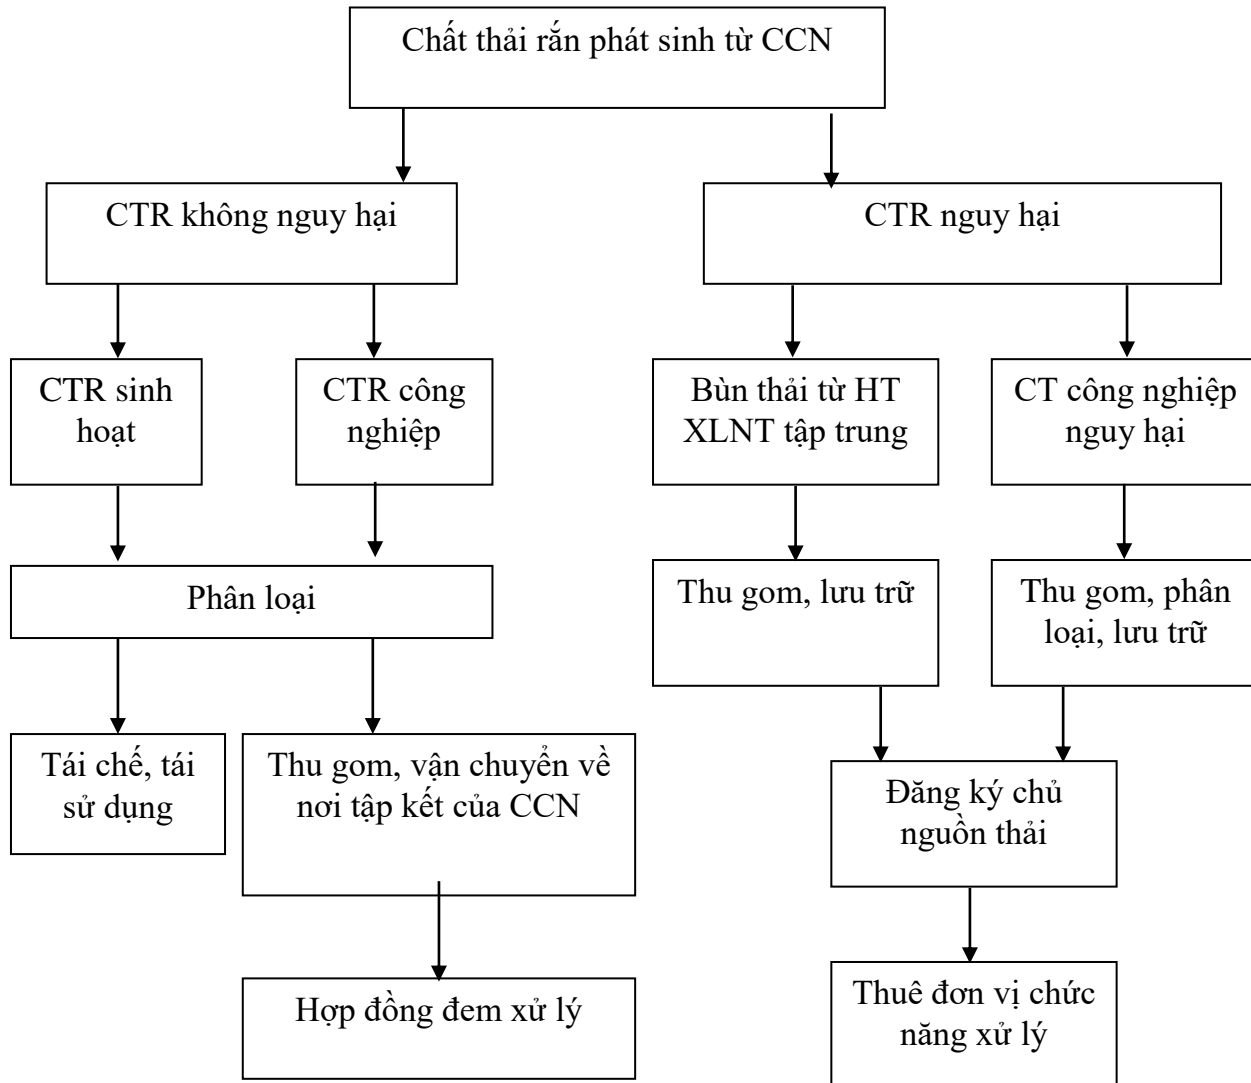 Chất thải rắn phát sinh từ CCN
CTR không nguy hại
CTR nguy hại
CTR sinh
hoạt
CTR công
nghiệp
Bùn thải từ HT
XLNT tập trung
CT công nghiệp
nguy hại
Phân loại
Thu gom, lưu trữ
Thu gom, phân
loại, lưu trữ
Tái chế, tái
sử dụng
Thu gom, vận chuyển về
nơi tập kết của CCN
Đăng ký chủ
nguồn thải
Hợp đồng đem xử lý
Thuê đơn vị chức
năng xử lý